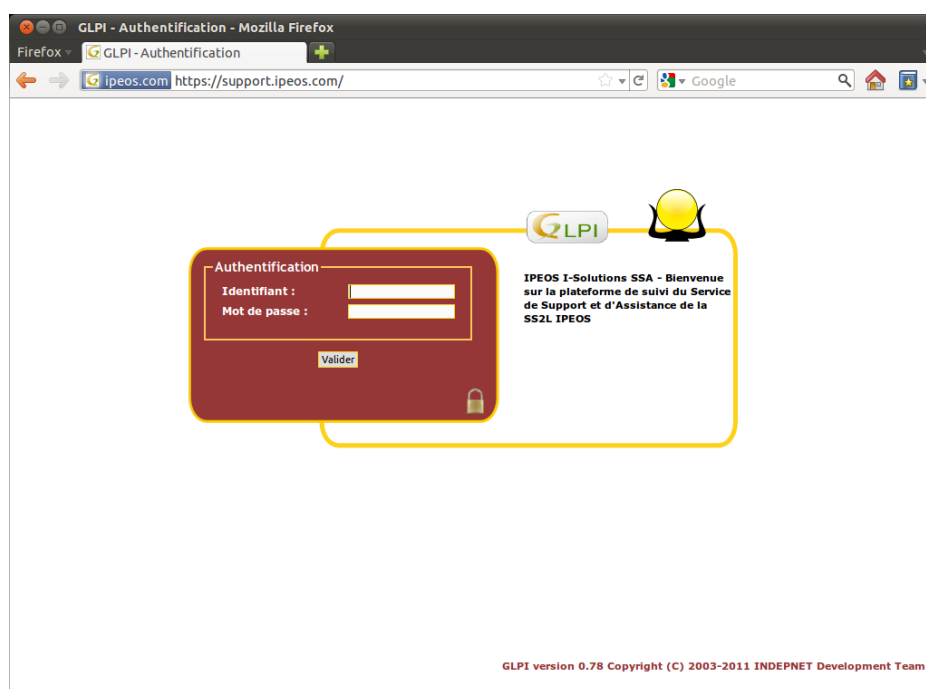 GLPI - Authentification - Mozilla Firefox
Firefox
GLPI - Authentification
ipeos.com https://support.ipeos.com/
Google
GLPI
Authentification
Identifiant :
Mot de passe :
Valider
IPEOS I-Solutions SSA - Bienvenue
sur la plateforme de suivi du Service
de Support et d'Assistance de la
SS2L IPEOS
GLPI version 0.78 Copyright (C) 2003-2011 INDEPNET Development Team